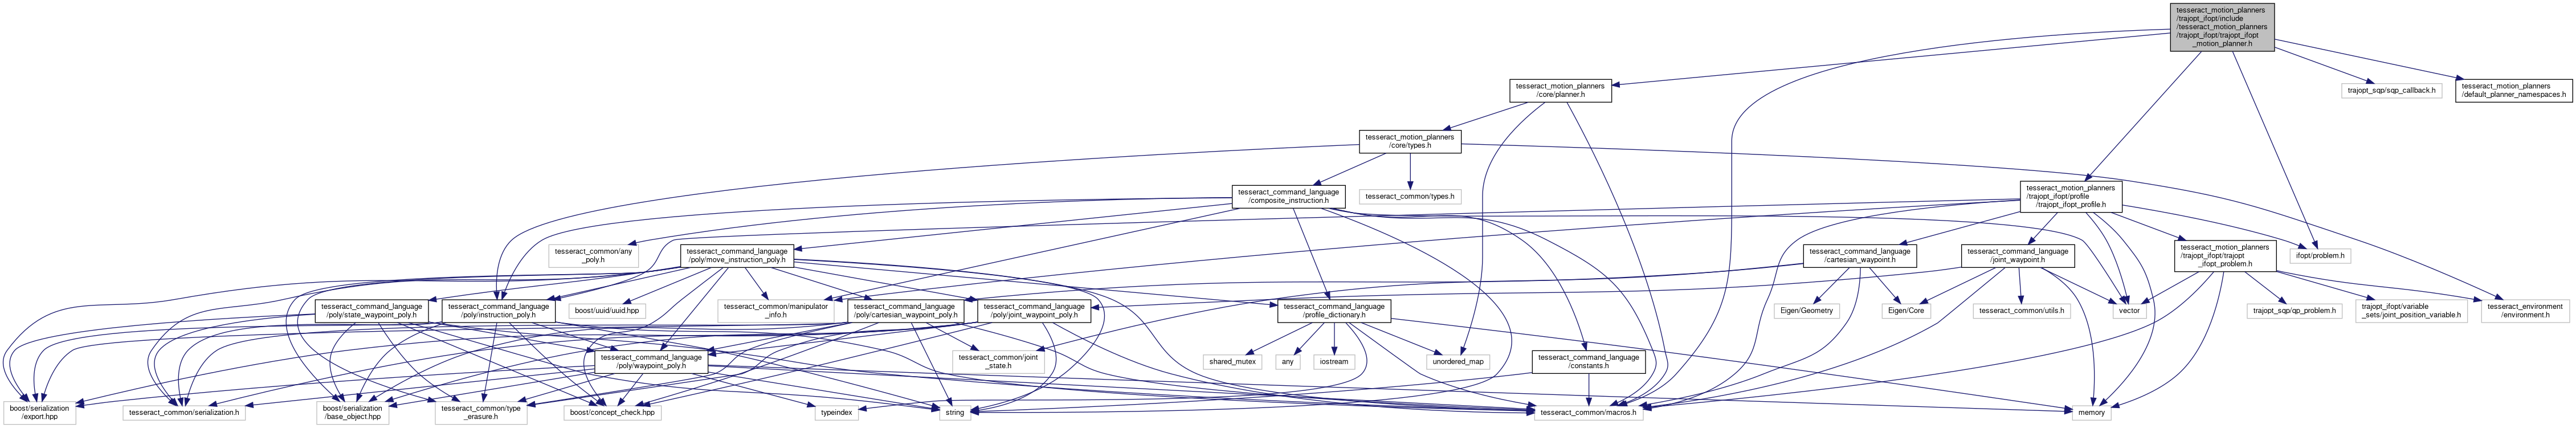 tesseract_motion_planners
/trajopt_ifopt/include
/tesseract_motion_planners
/trajopt_ifopt/trajopt_ifopt
_motion_planner.h
tesseract_motion_planners
/core/planner.h
trajopt_sqp/sqp_callback.h
tesseract_motion_planners
/default_planner_namespaces.h
tesseract_motion_planners
/core/types.h
tesseract_command_language
/composite_instruction.h
tesseract_common/types.h
tesseract_motion_planners
/trajopt_ifopt/profile
/trajopt_ifopt_profile.h
tesseract_common/any
_poly.h
tesseract_command_language
/poly/move_instruction_poly.h
tesseract_command_language
/cartesian_waypoint.h
tesseract_command_language
/joint_waypoint.h
tesseract_motion_planners
/trajopt_ifopt/trajopt
_ifopt_problem.h
ifopt/problem.h
tesseract_command_language
/poly/state_waypoint_poly.h
tesseract_command_language
/poly/instruction_poly.h
boost/uuid/uuid.hpp
tesseract_common/manipulator
_info.h
tesseract_command_language
/poly/cartesian_waypoint_poly.h
tesseract_command_language
/poly/joint_waypoint_poly.h
tesseract_command_language
/profile_dictionary.h
Eigen/Geometry
Eigen/Core
tesseract_common/utils.h
vector
trajopt_sqp/qp_problem.h
trajopt_ifopt/variable
_sets/joint_position_variable.h
tesseract_environment
/environment.h
tesseract_command_language
/poly/waypoint_poly.h
tesseract_common/joint
_state.h
shared_mutex
any
iostream
unordered_map
tesseract_command_language
/constants.h
boost/serialization
/export.hpp
tesseract_common/serialization.h
boost/serialization
/base_object.hpp
tesseract_common/type
_erasure.h
boost/concept_check.hpp
typeindex
string
tesseract_common/macros.h
memory